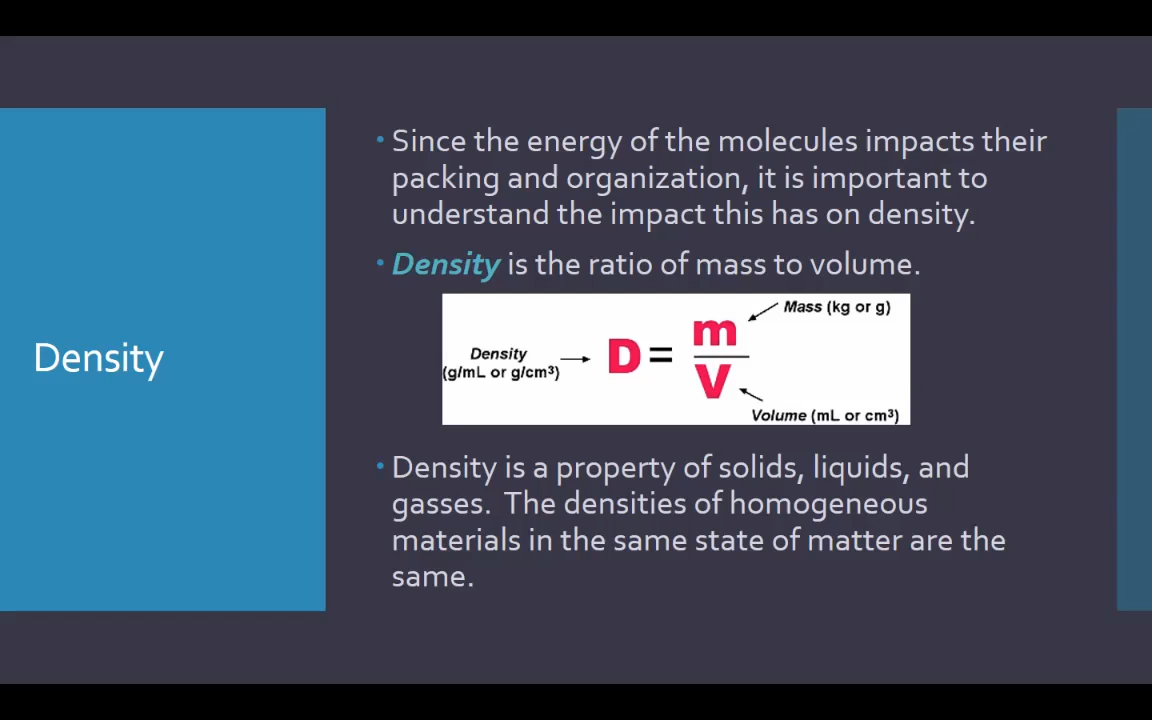 Density
Since the energy of the molecules impacts their
packing and organization, it is important to
understand the impact this has on density.
Density is the ratio of mass to volume.
Mass (kg or g)
Density
(g/mL or g/cm³)
D = m
V
Volume (mL or cm³)
Density is a property of solids, liquids, and
gasses. The densities of homogeneous
materials in the same state of matter are the
same.